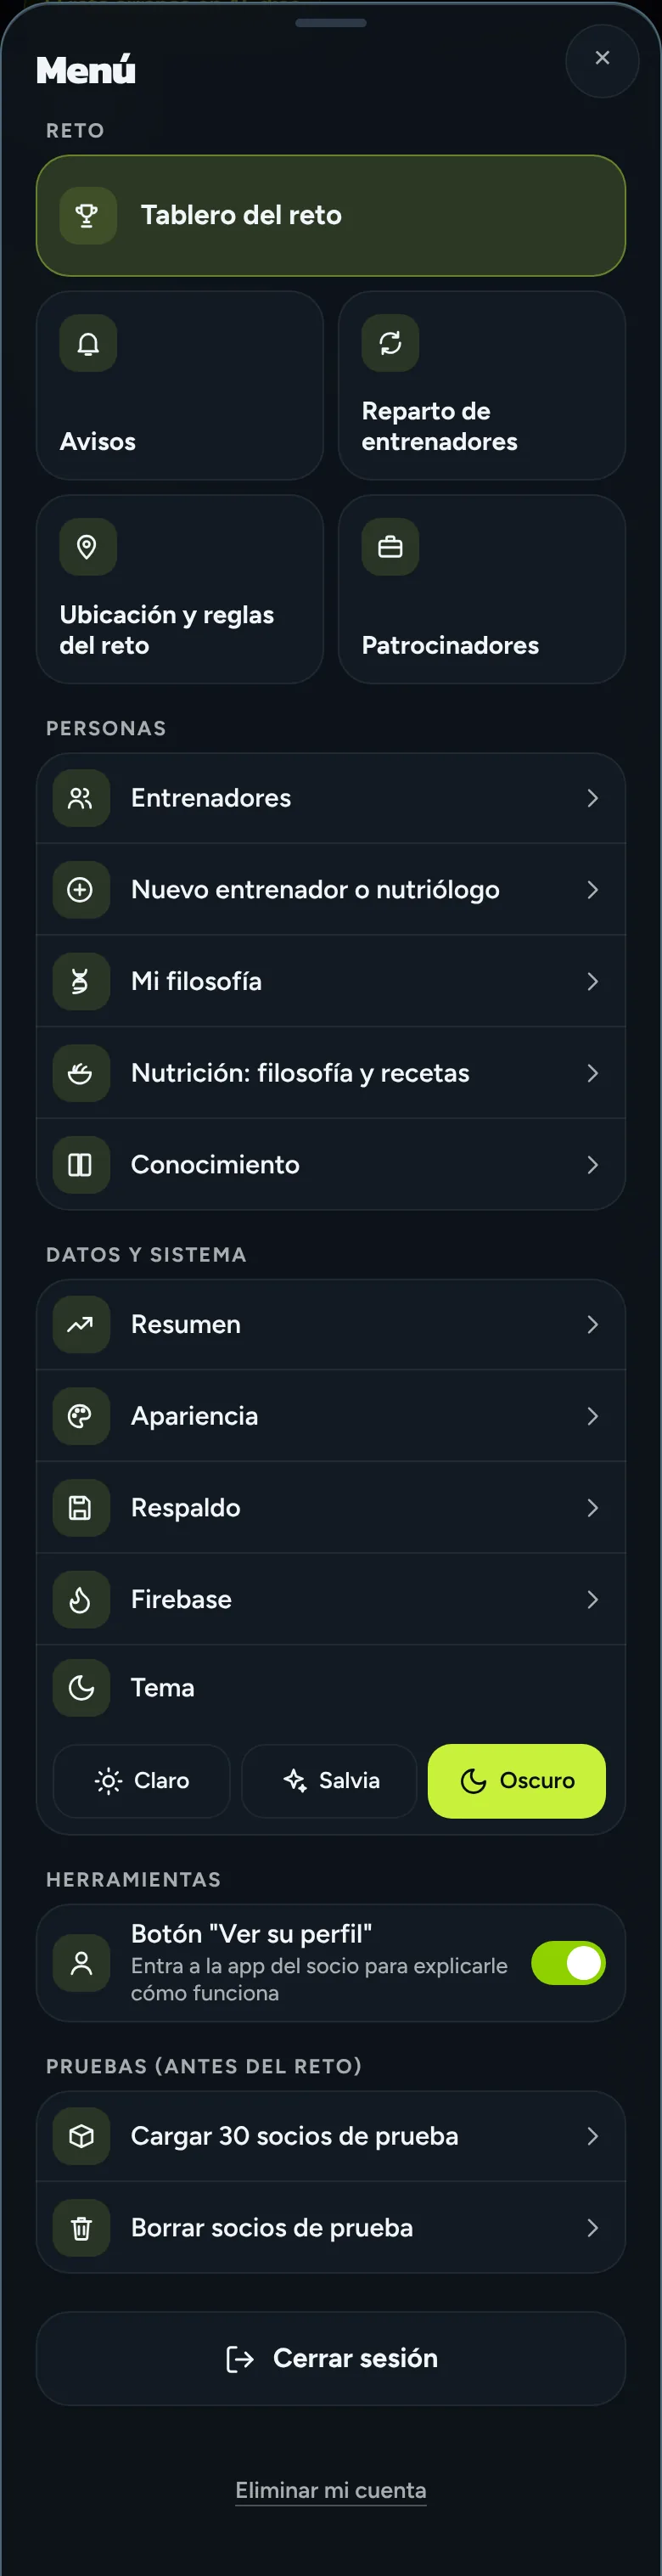 Menú
RETO
Tablero del reto
Avisos
Reparto de
entrenadores
Ubicación y reglas
del reto
Patrocinadores
PERSONAS
Entrenadores
Nuevo entrenador o nutriólogo
Mi filosofía
Nutrición: filosofía y recetas
Conocimiento
DATOS Y SISTEMA
Resumen
Apariencia
Respaldo
Firebase
Tema
Claro
Salvia
Oscuro
HERRAMIENTAS
Botón "Ver su perfil"
Entra a la app del socio para explicarle
cómo funciona
PRUEBAS (ANTES DEL RETO)
Cargar 30 socios de prueba
Borrar socios de prueba
Cerrar sesión
Eliminar mi cuenta